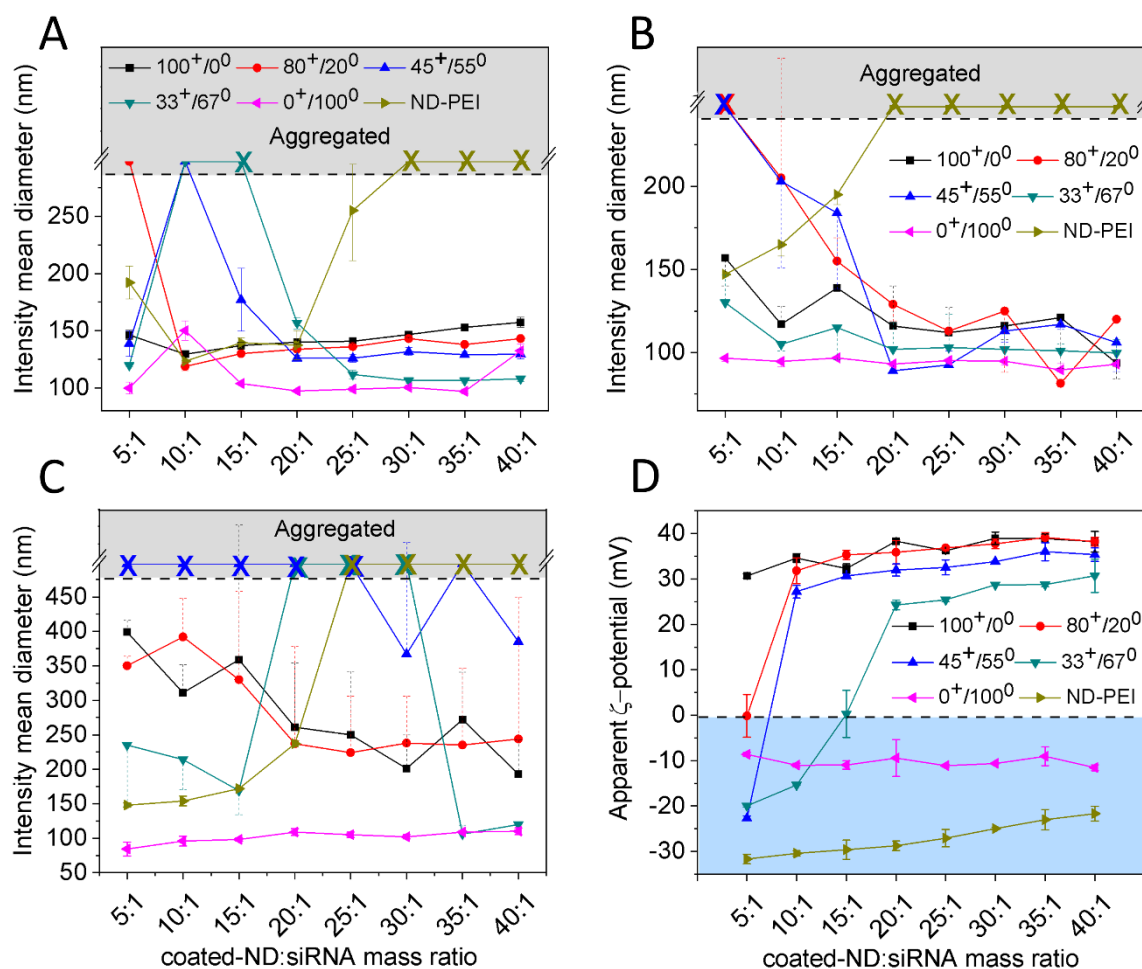 A
Intensity mean diameter (nm)
100⁺/0⁰ 80⁺/20⁰ 45⁺/55⁰
33⁺/67⁰ 0⁺/100⁰ ND-PEI
Aggregated
250
200
150
100
5:1 10:1 15:1 20:1 25:1 30:1 35:1 40:1
B
Intensity mean diameter (nm)
Aggregated
100⁺/0⁰ 80⁺/20⁰
45⁺/55⁰ 33⁺/67⁰
0⁺/100⁰ ND-PEI
200
150
100
5:1 10:1 15:1 20:1 25:1 30:1 35:1 40:1
C
Intensity mean diameter (nm)
Aggregated
450
400
350
300
250
200
150
100
50
5:1 10:1 15:1 20:1 25:1 30:1 35:1 40:1
coated-ND:siRNA mass ratio
D
Apparent ζ-potential (mV)
40
30
20
10
0
-10
-20
-30
100⁺/0⁰ 80⁺/20⁰
45⁺/55⁰ 33⁺/67⁰
0⁺/100⁰ ND-PEI
5:1 10:1 15:1 20:1 25:1 30:1 35:1 40:1
coated-ND:siRNA mass ratio